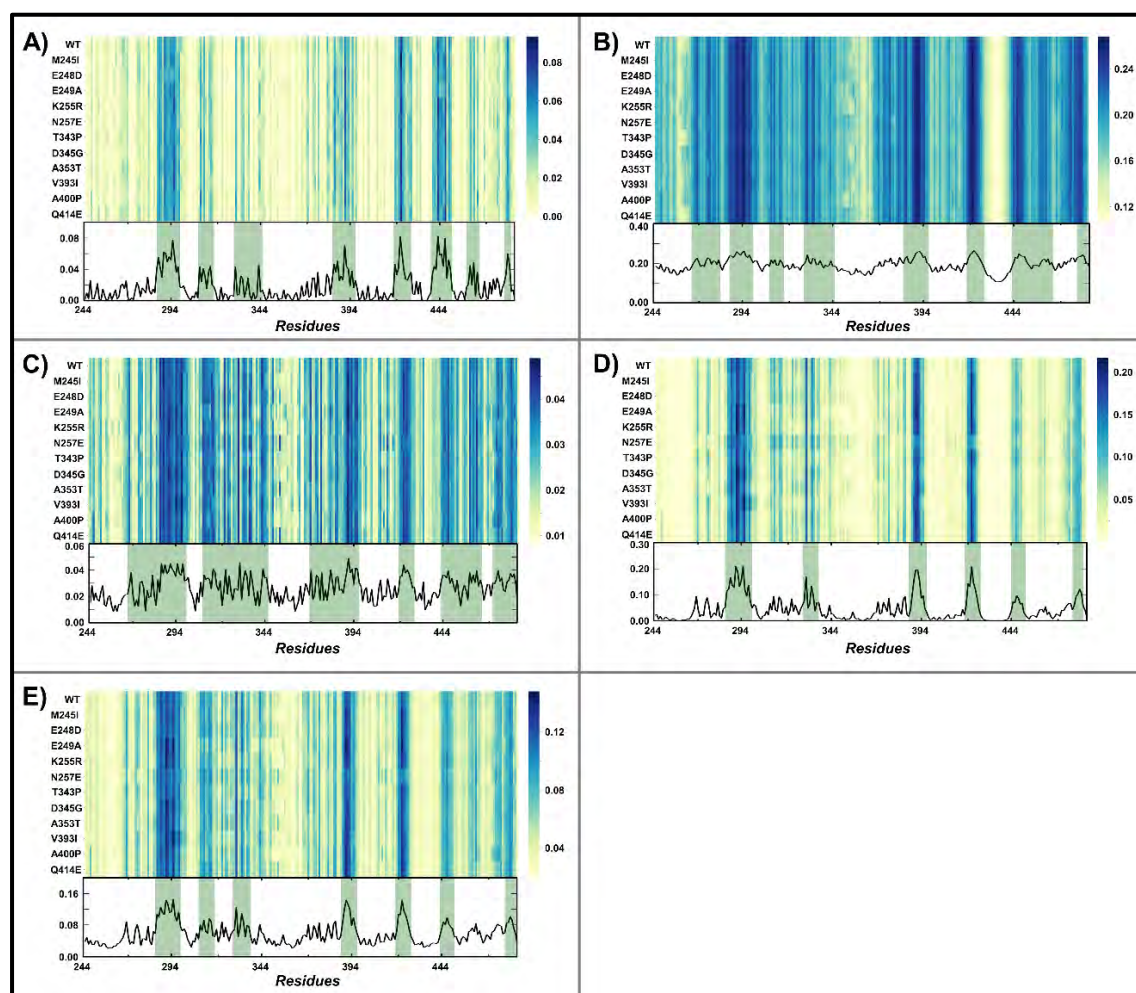 A)
WT
M245I
E248D
E249A
K255R
N257E
T343P
D345G
A353T
V393I
A400P
Q414E
0.08
0.06
0.04
0.02
0.00
0.08
0.04
0.00
244 294 344 394 444
Residues
B)
WT
M245I
E248D
E249A
K255R
N257E
T343P
D345G
A353T
V393I
A400P
Q414E
0.24
0.21
0.18
0.15
0.12
0.40
0.20
0.00
244 294 344 394 444
Residues
C)
WT
M245I
E248D
E249A
K255R
N257E
T343P
D345G
A353T
V393I
A400P
Q414E
0.04
0.03
0.02
0.01
0.06
0.04
0.02
0.00
244 294 344 394 444
Residues
D)
WT
M245I
E248D
E249A
K255R
N257E
T343P
D345G
A353T
V393I
A400P
Q414E
0.20
0.15
0.10
0.05
0.30
0.20
0.10
0.00
244 294 344 394 444
Residues
E)
WT
M245I
E248D
E249A
K255R
N257E
T343P
D345G
A353T
V393I
A400P
Q414E
0.12
0.08
0.04
0.16
0.08
0.00
244 294 344 394 444
Residues